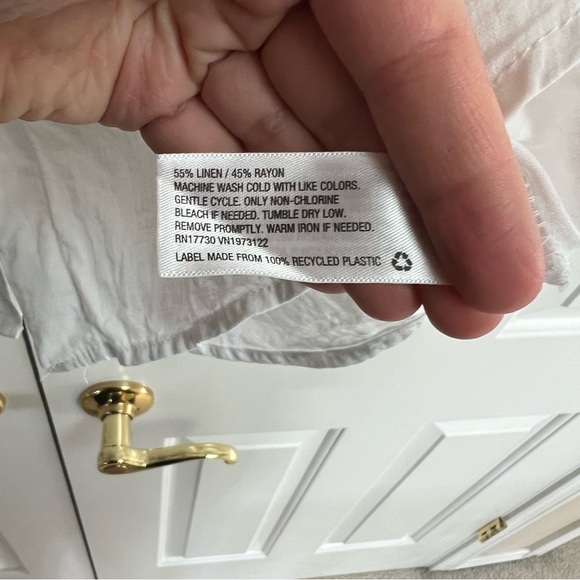 55% LINEN / 45% RAYON
MACHINE WASH COLD WITH LIKE COLORS.
GENTLE CYCLE. ONLY NON-CHLORINE
BLEACH IF NEEDED. TUMBLE DRY LOW.
REMOVE PROMPTLY. WARM IRON IF NEEDED.
RN17730 VN1973122
LABEL MADE FROM 100% RECYCLED PLASTIC